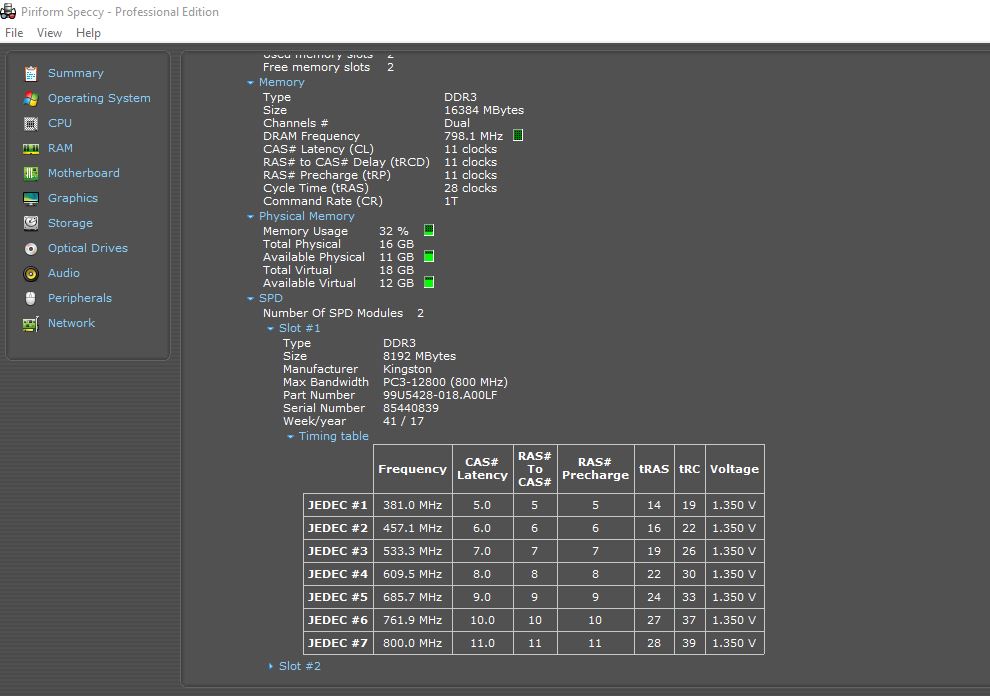 Piriform Speccy - Professional Edition
File View Help
Summary
Operating System
CPU
RAM
Motherboard
Graphics
Storage
Optical Drives
Audio
Peripherals
Network
Used memory slots 2
Free memory slots 2
Memory
Type DDR3
Size 16384 MBytes
Channels # Dual
DRAM Frequency 798.1 MHz
CAS# Latency (CL) 11 clocks
RAS# to CAS# Delay (tRCD) 11 clocks
RAS# Precharge (tRP) 11 clocks
Cycle Time (tRAS) 28 clocks
Command Rate (CR) 1T
Physical Memory
Memory Usage 32 %
Total Physical 16 GB
Available Physical 11 GB
Total Virtual 18 GB
Available Virtual 12 GB
SPD
Number Of SPD Modules 2
Slot #1
Type DDR3
Size 8192 MBytes
Manufacturer Kingston
Max Bandwidth PC3-12800 (800 MHz)
Part Number 99U5428-018.A00LF
Serial Number 85440839
Week/year 41 / 17
Timing table
Frequency CAS# Latency RAS# To CAS# RAS# Precharge tRAS tRC Voltage
JEDEC #1 381.0 MHz 5.0 5 5 14 19 1.350 V
JEDEC #2 457.1 MHz 6.0 6 6 16 22 1.350 V
JEDEC #3 533.3 MHz 7.0 7 7 19 26 1.350 V
JEDEC #4 609.5 MHz 8.0 8 8 22 30 1.350 V
JEDEC #5 685.7 MHz 9.0 9 9 24 33 1.350 V
JEDEC #6 761.9 MHz 10.0 10 10 27 37 1.350 V
JEDEC #7 800.0 MHz 11.0 11 11 28 39 1.350 V
Slot #2